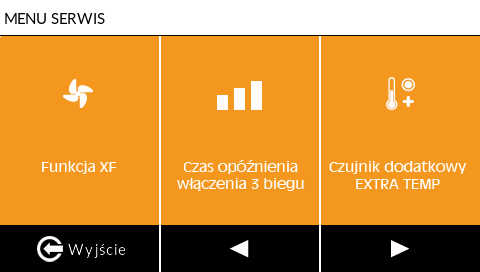 MENU SERWIS
Funkcja XF
Czas opóźnienia
włączenia 3 biegu
Czujnik dodatkowy
EXTRA TEMP
Wyjście